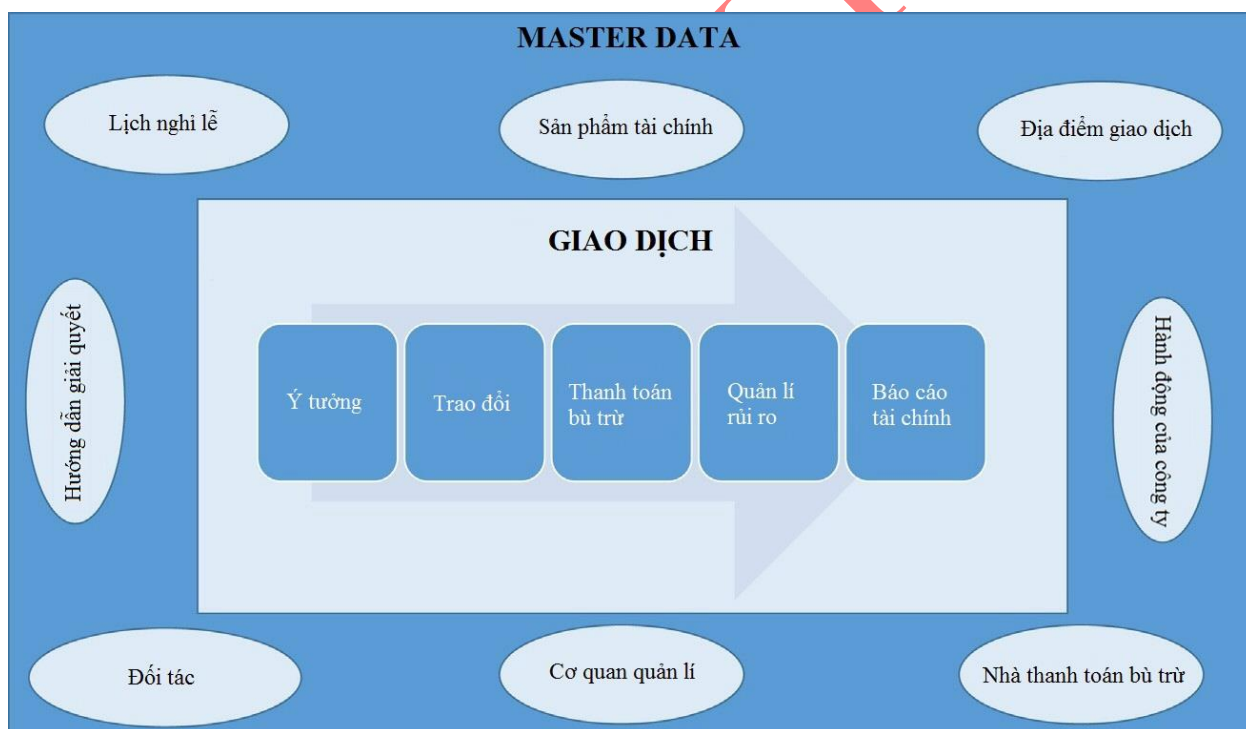 MASTER DATA
Lịch nghỉ lễ
Sản phẩm tài chính
Địa điểm giao dịch
GIAO DỊCH
Hướng dẫn giải quyết
Ý tưởng
Trao đổi
Thanh toán
bù trừ
Quản lí
rủi ro
Báo cáo
tài chính
Hành động của công ty
Đối tác
Cơ quan quản lí
Nhà thanh toán bù trừ